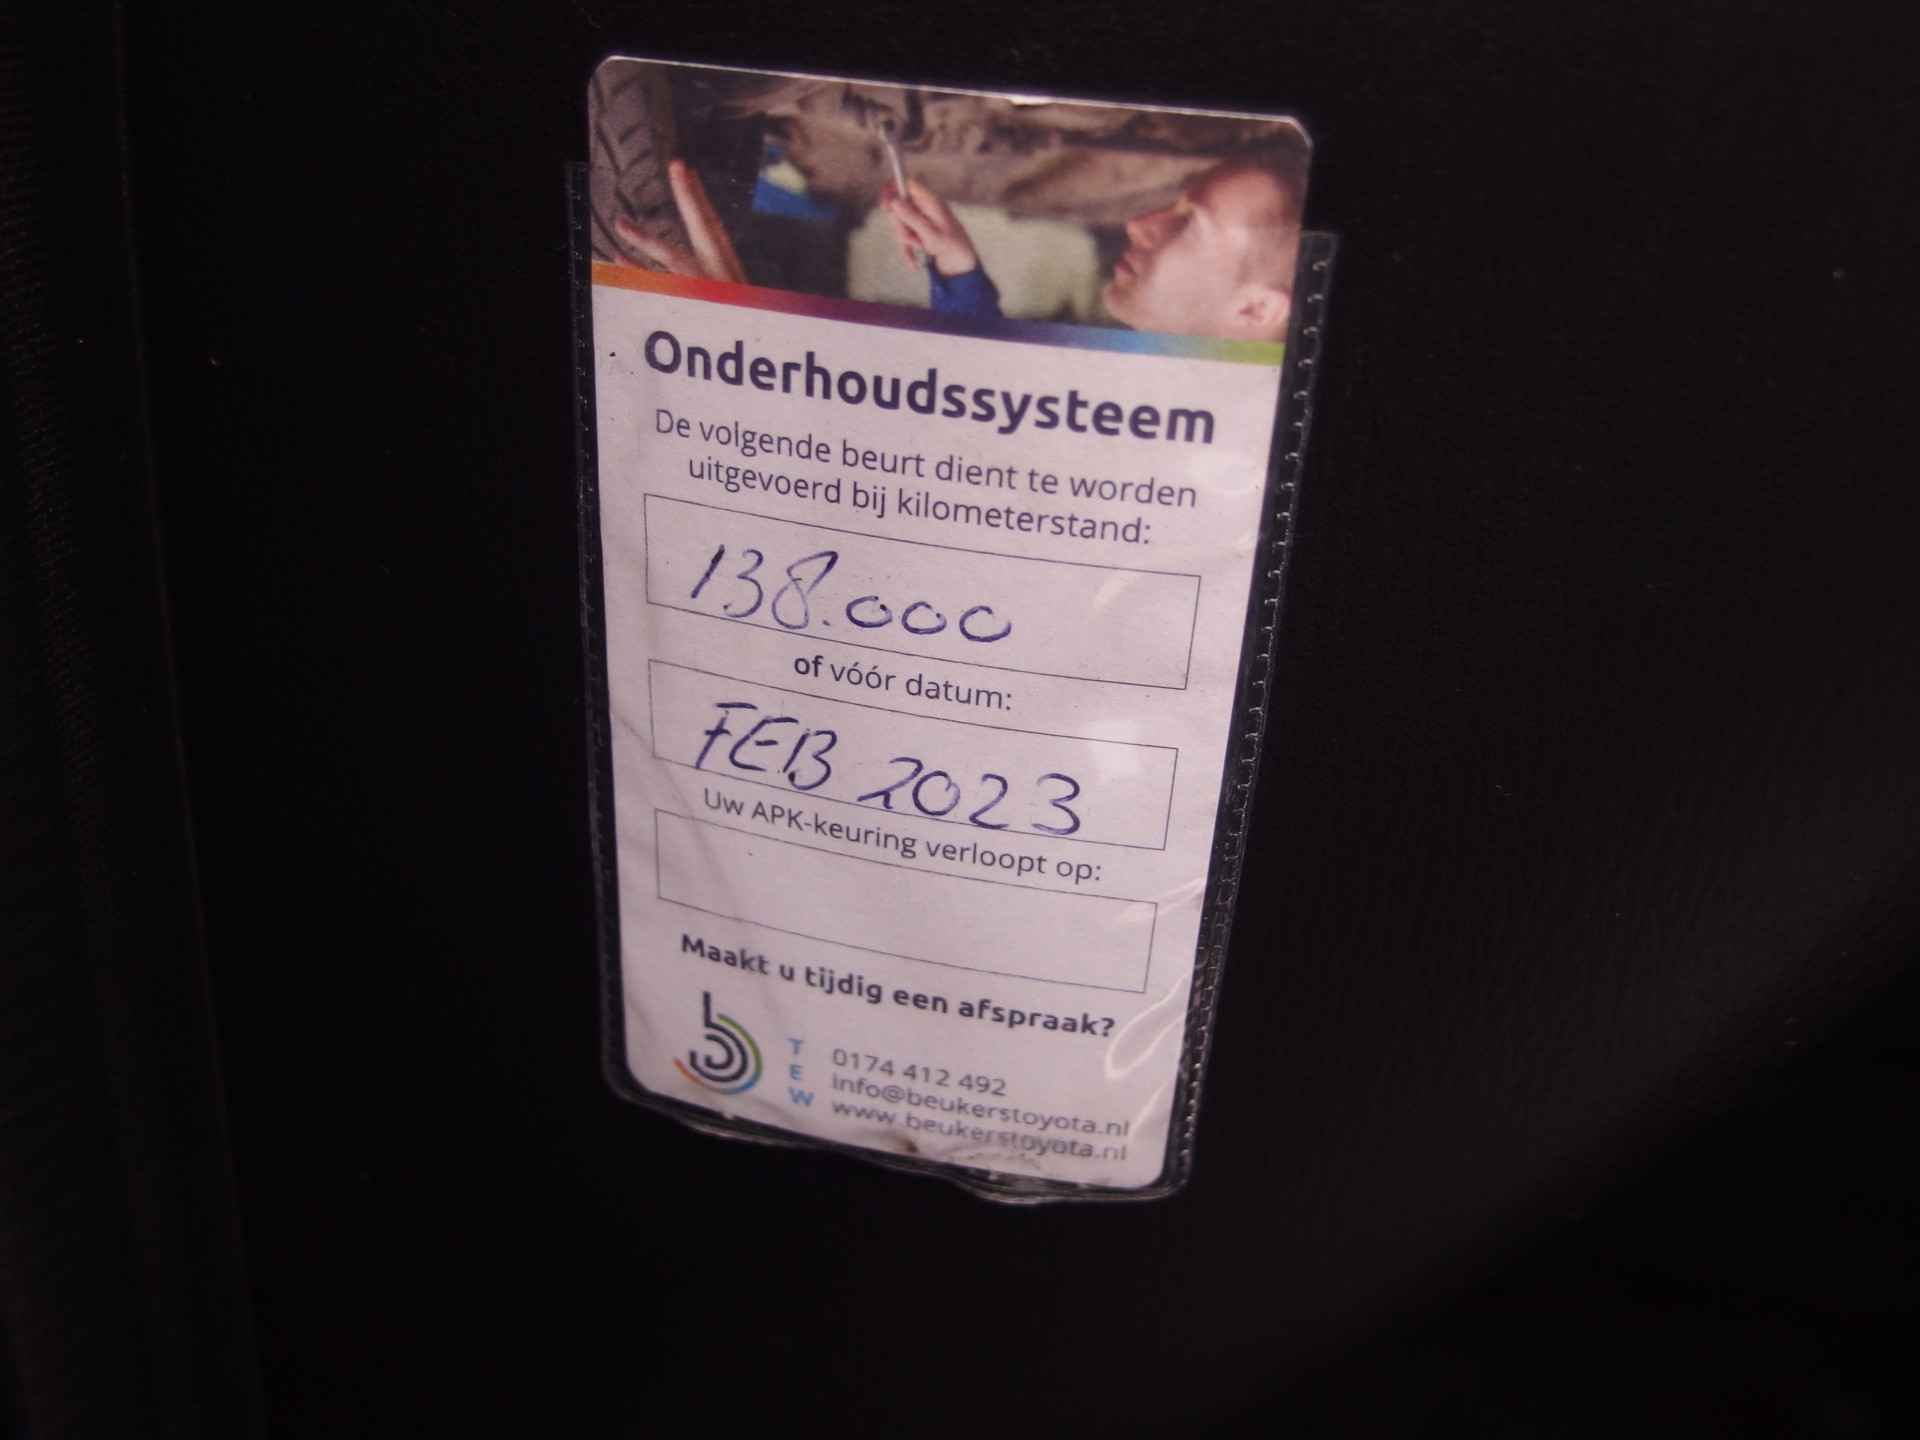 Onderhoudssysteem
De volgende beurt dient te worden
uitgevoerd bij kilometerstand:
138.000
of vóór datum:
FEB 2023
Uw APK-keuring verloopt op:
Maakt u tijdig een afspraak?
T 0174 412 492
E info@beukerstoyota.nl
W www.beukerstoyota.nl